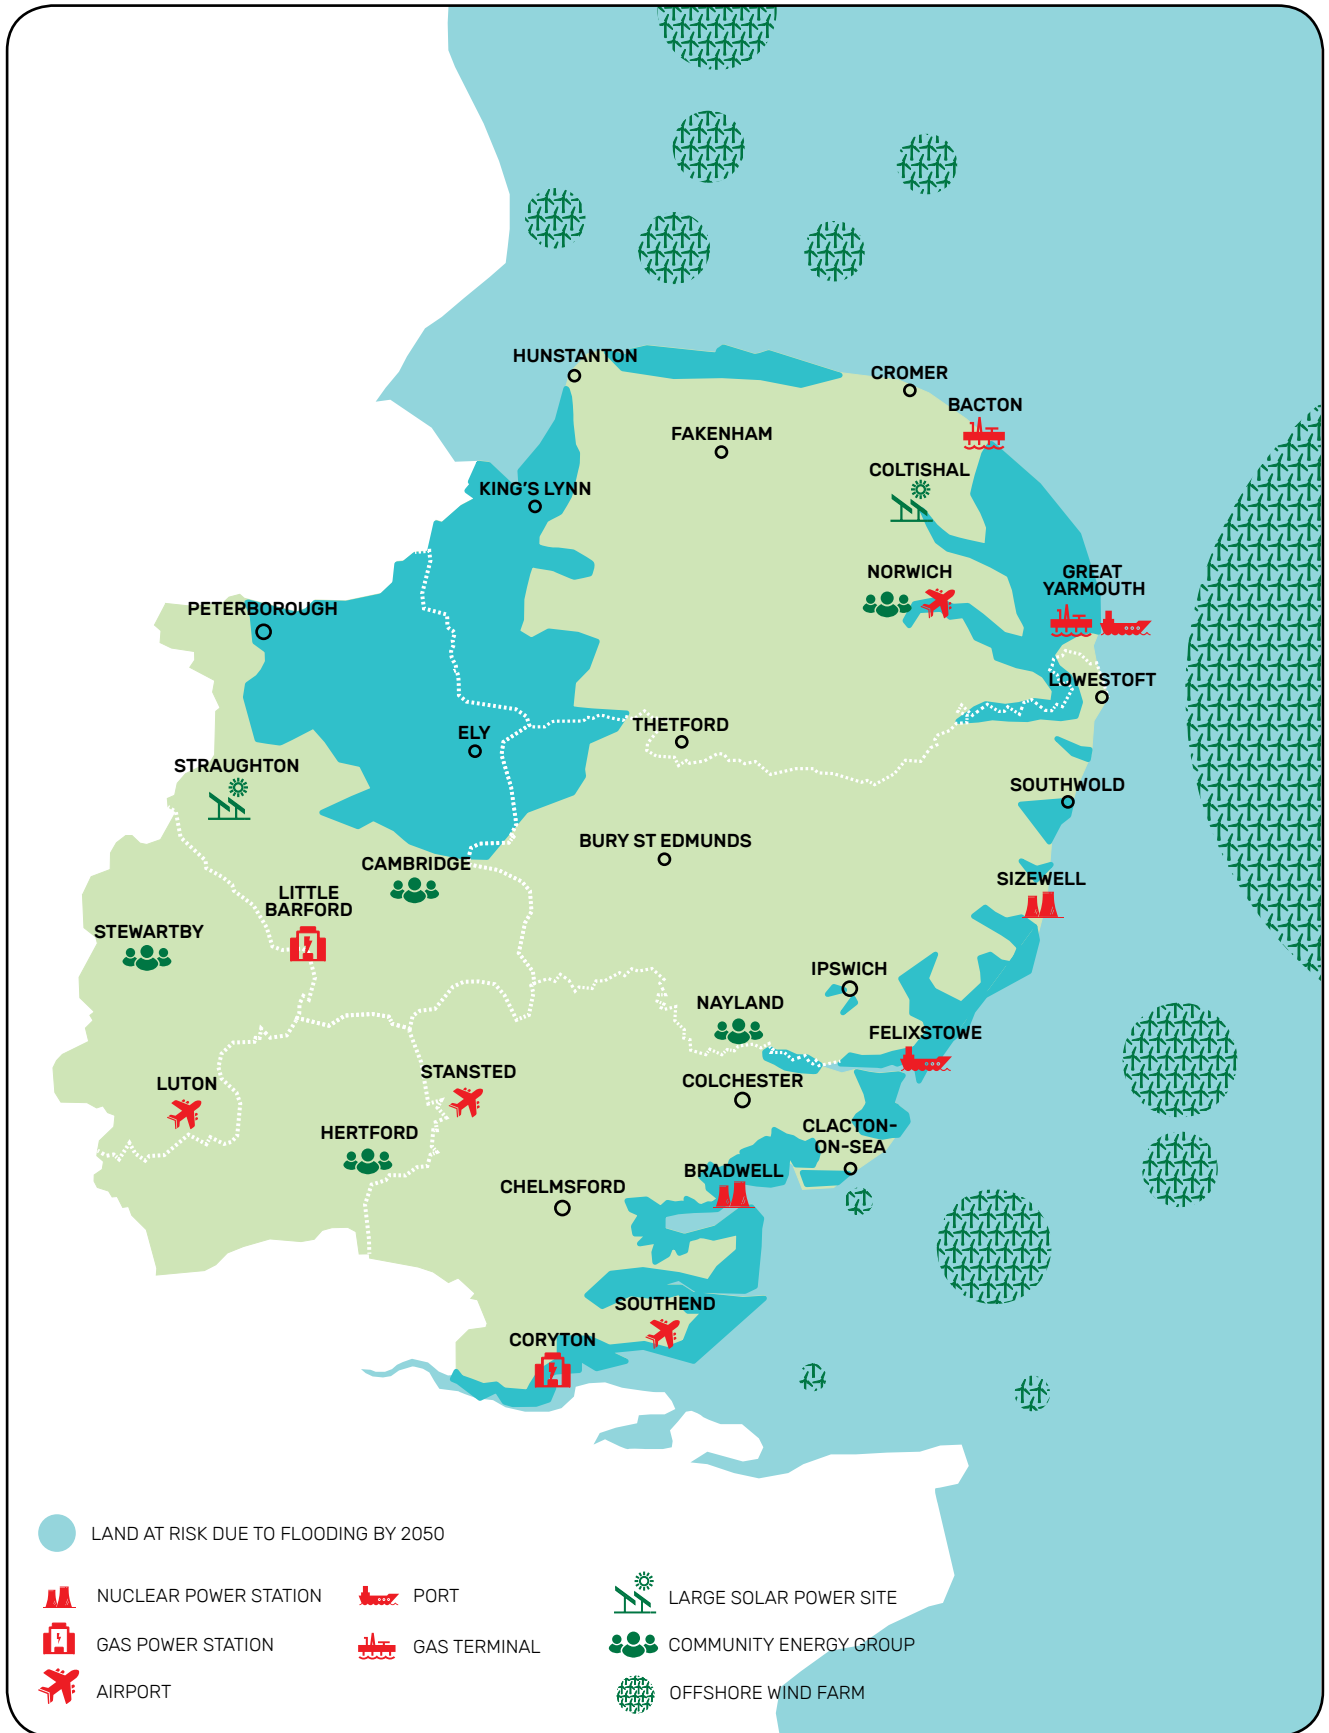 HUNSTANTON
CROMER
BACTON
FAKENHAM
COLTISHAL
KING'S LYNN
NORWICH
GREAT
YARMOUTH
PETERBOROUGH
LOWESTOFT
THETFORD
ELY
STRAUGHTON
SOUTHWOLD
BURY ST EDMUNDS
CAMBRIDGE
SIZEWELL
LITTLE
BARFORD
STEWARTBY
IPSWICH
NAYLAND
FELIXSTOWE
STANSTED
COLCHESTER
LUTON
CLACTON-
ON-SEA
HERTFORD
BRADWELL
CHELMSFORD
SOUTHEND
CORYTON
LAND AT RISK DUE TO FLOODING BY 2050
NUCLEAR POWER STATION
PORT
LARGE SOLAR POWER SITE
GAS POWER STATION
GAS TERMINAL
COMMUNITY ENERGY GROUP
AIRPORT
OFFSHORE WIND FARM